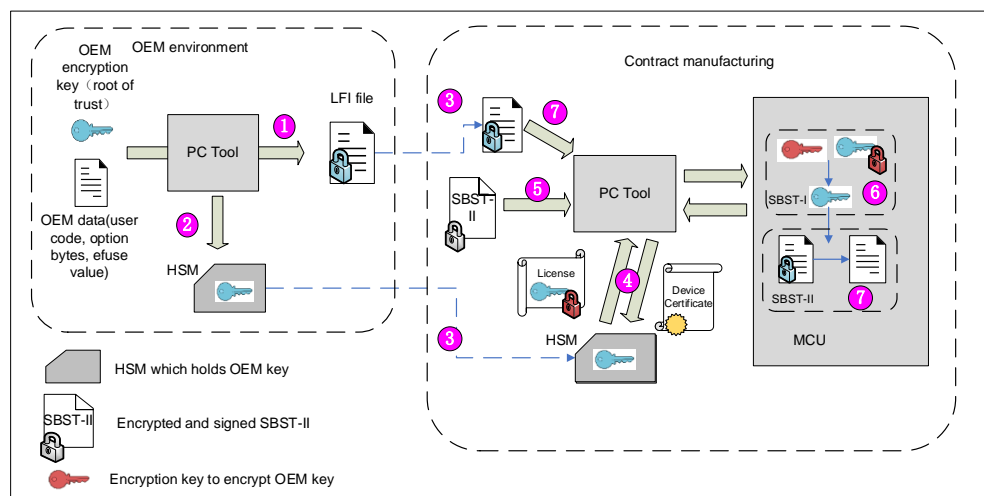 OEM environment
OEM
encryption
key（root of
trust）
LFI file
1
PC Tool
2
OEM data(user
code, option
bytes, efuse
value)
HSM
Contract manufacturing
3
7
PC Tool
SBST-
II
5
License
4
Device
Certificate
3
HSM
SBST-I
6
SBST-II
7
MCU
HSM which holds OEM key
SBST-II
Encrypted and signed SBST-II
Encryption key to encrypt OEM key